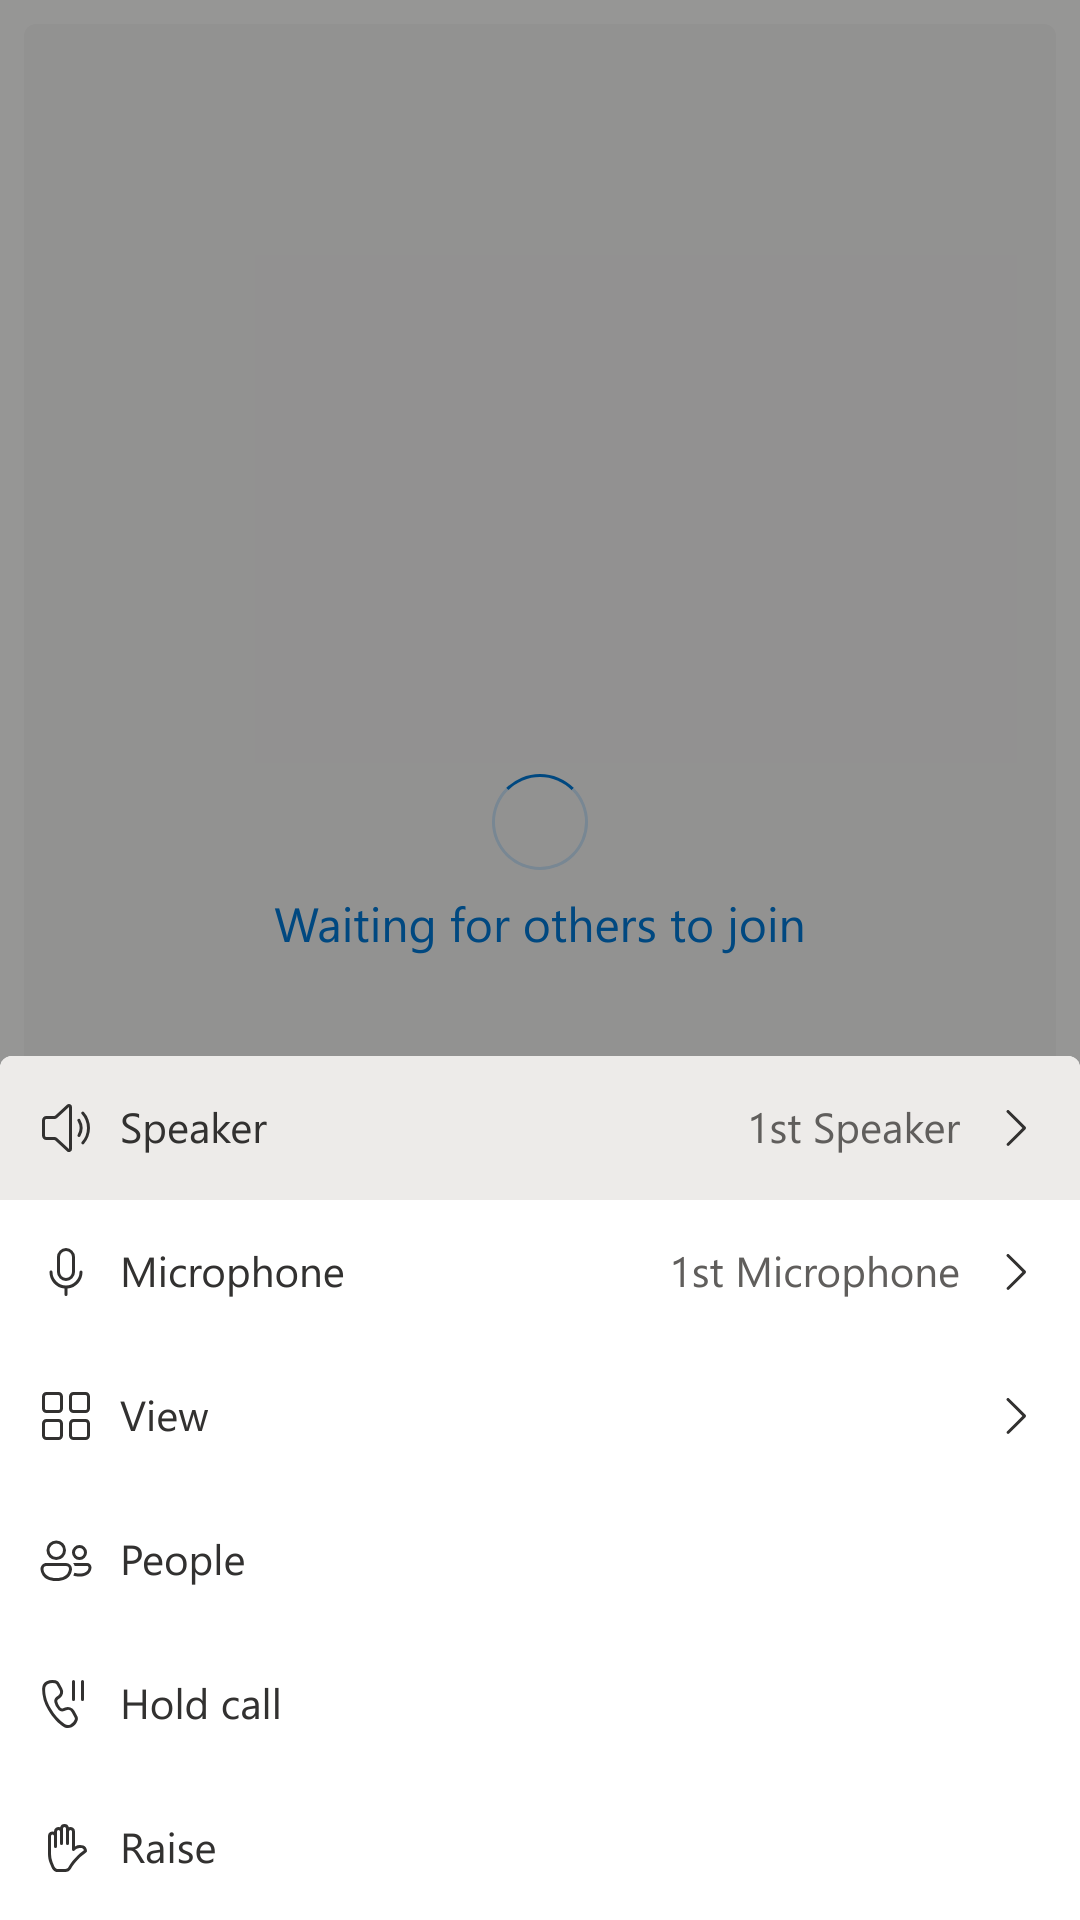 Waiting for others to join
Speaker 1st Speaker
Microphone 1st Microphone
View
People
Hold call
Raise